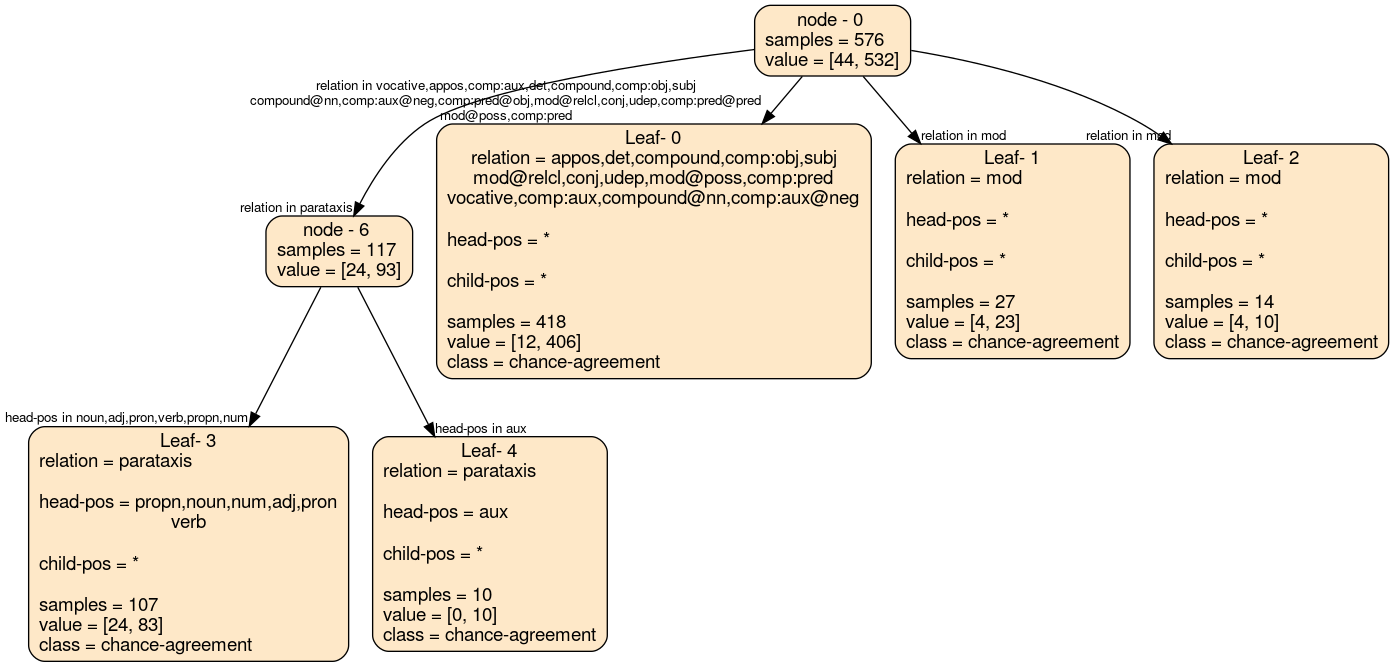 node - 0
samples = 576
value = [44, 532]
relation in vocative,appos,comp:aux,det,compound,comp:obj,subj
compound@nn,comp:aux@neg,comp:pred@obj,mod@relcl,conj,udep,comp:pred@pred
mod@poss,comp:pred
relation in mod
relation in mod
relation in parataxis
Leaf- 0
relation = appos,det,compound,comp:obj,subj
mod@relcl,conj,udep,mod@poss,comp:pred
vocative,comp:aux,compound@nn,comp:aux@neg
head-pos = *
child-pos = *
samples = 418
value = [12, 406]
class = chance-agreement
Leaf- 1
relation = mod
head-pos = *
child-pos = *
samples = 27
value = [4, 23]
class = chance-agreement
Leaf- 2
relation = mod
head-pos = *
child-pos = *
samples = 14
value = [4, 10]
class = chance-agreement
node - 6
samples = 117
value = [24, 93]
head-pos in noun,adj,pron,verb,propn,num
head-pos in aux
Leaf- 3
relation = parataxis
head-pos = propn,noun,num,adj,pron
verb
child-pos = *
samples = 107
value = [24, 83]
class = chance-agreement
Leaf- 4
relation = parataxis
head-pos = aux
child-pos = *
samples = 10
value = [0, 10]
class = chance-agreement